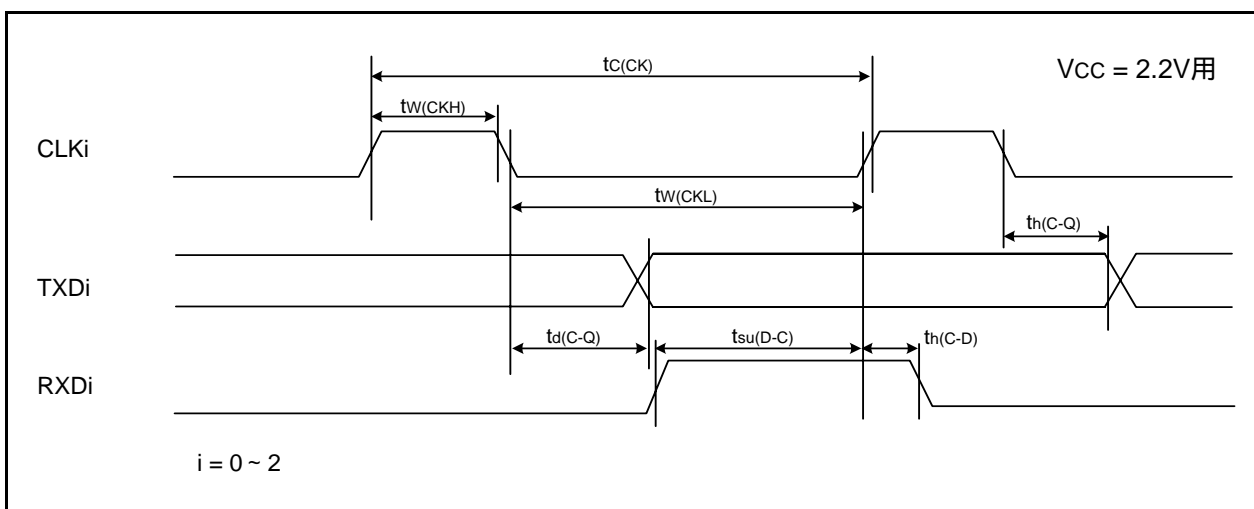 tC(CK)
VCC = 2.2V用
tW(CKH)
CLKi
tW(CKL)
th(C-Q)
TXDi
td(C-Q)
tsu(D-C)
th(C-D)
RXDi
i = 0 ~ 2